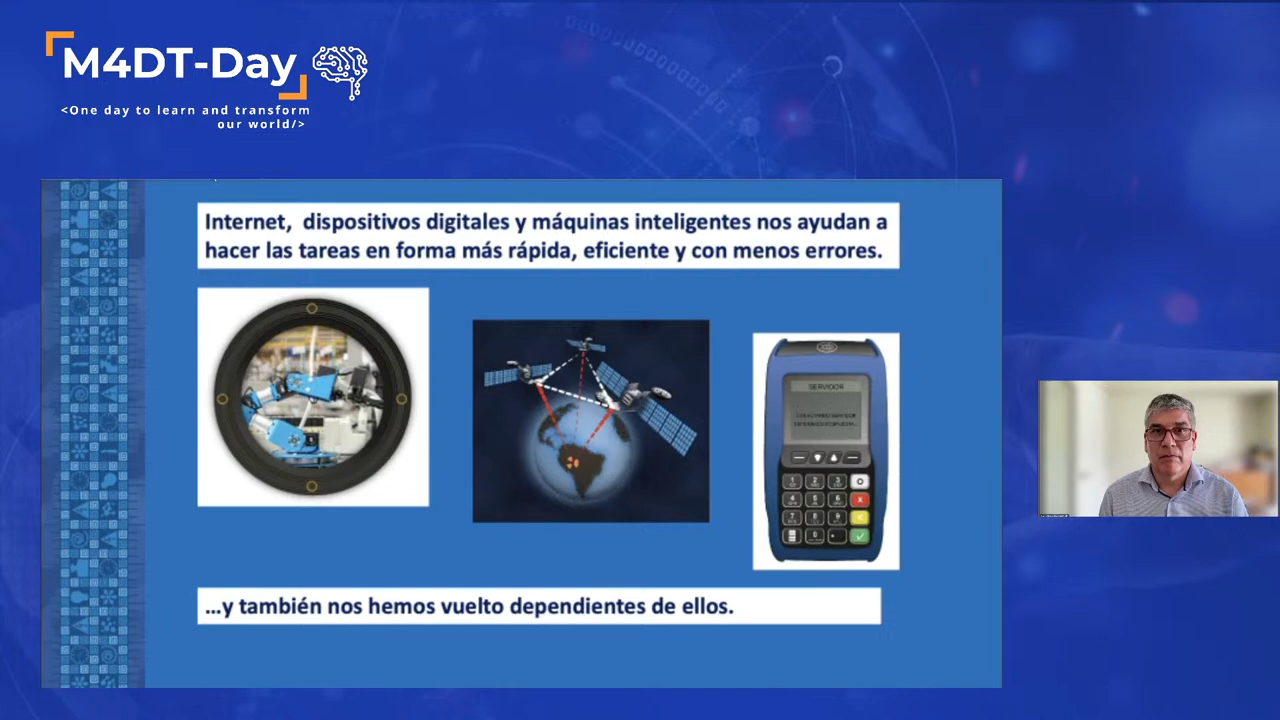 M4DT-Day
<One day to learn and transform
our world/>
Internet, dispositivos digitales y máquinas inteligentes nos ayudan a
hacer las tareas en forma más rápida, eficiente y con menos errores.
SERVIDOR
...y también nos hemos vuelto dependientes de ellos.